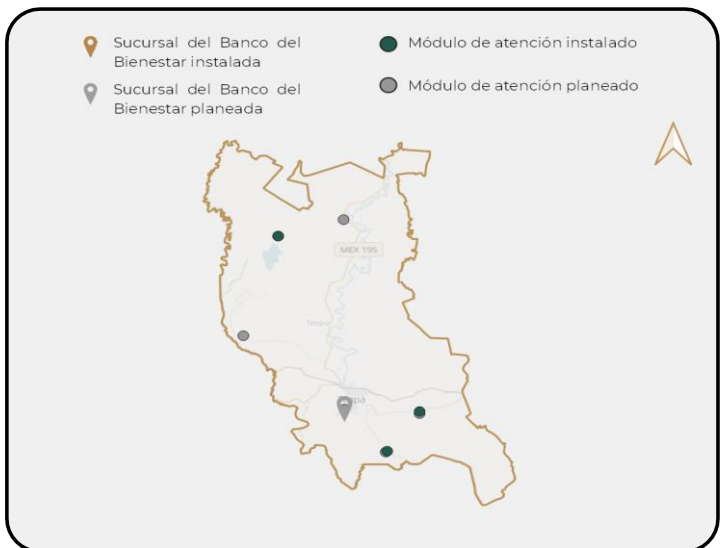 Sucursal del Banco del
Bienestar instalada
Sucursal del Banco del
Bienestar planeada
Módulo de atención instalado
Módulo de atención planeado
MEX 195
Teapa